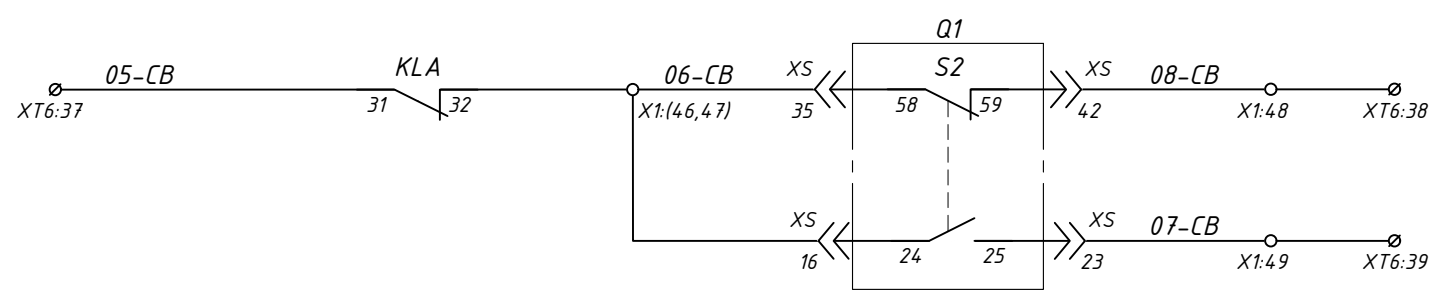 Q1
05-СВ
KLA
06-СВ
XS
S2
XS
08-СВ
XT6:37
31
32
X1:(46,47)
35
58
59
42
X1:48
XT6:38
XS
XS
07-СВ
16
24
25
23
X1:49
XT6:39